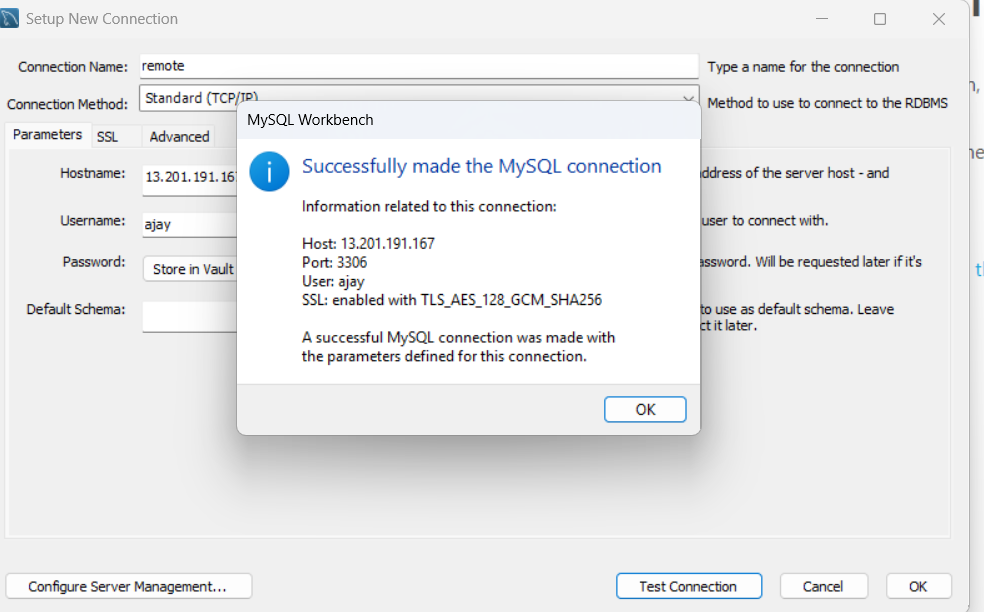 Setup New Connection
Connection Name: remote Type a name for the connection
Connection Method: Standard (TCP/IP) Method to use to connect to the RDBMS
Parameters SSL Advanced
MySQL Workbench
Successfully made the MySQL connection
Information related to this connection:
Host: 13.201.191.167
Port: 3306
User: ajay
SSL: enabled with TLS_AES_128_GCM_SHA256
A successful MySQL connection was made with
the parameters defined for this connection.
OK
Hostname: 13.201.191.16 address of the server host - and
Username: ajay user to connect with.
Password: Store in Vault password. Will be requested later if it's
Default Schema: to use as default schema. Leave
it later.
Configure Server Management... Test Connection Cancel OK